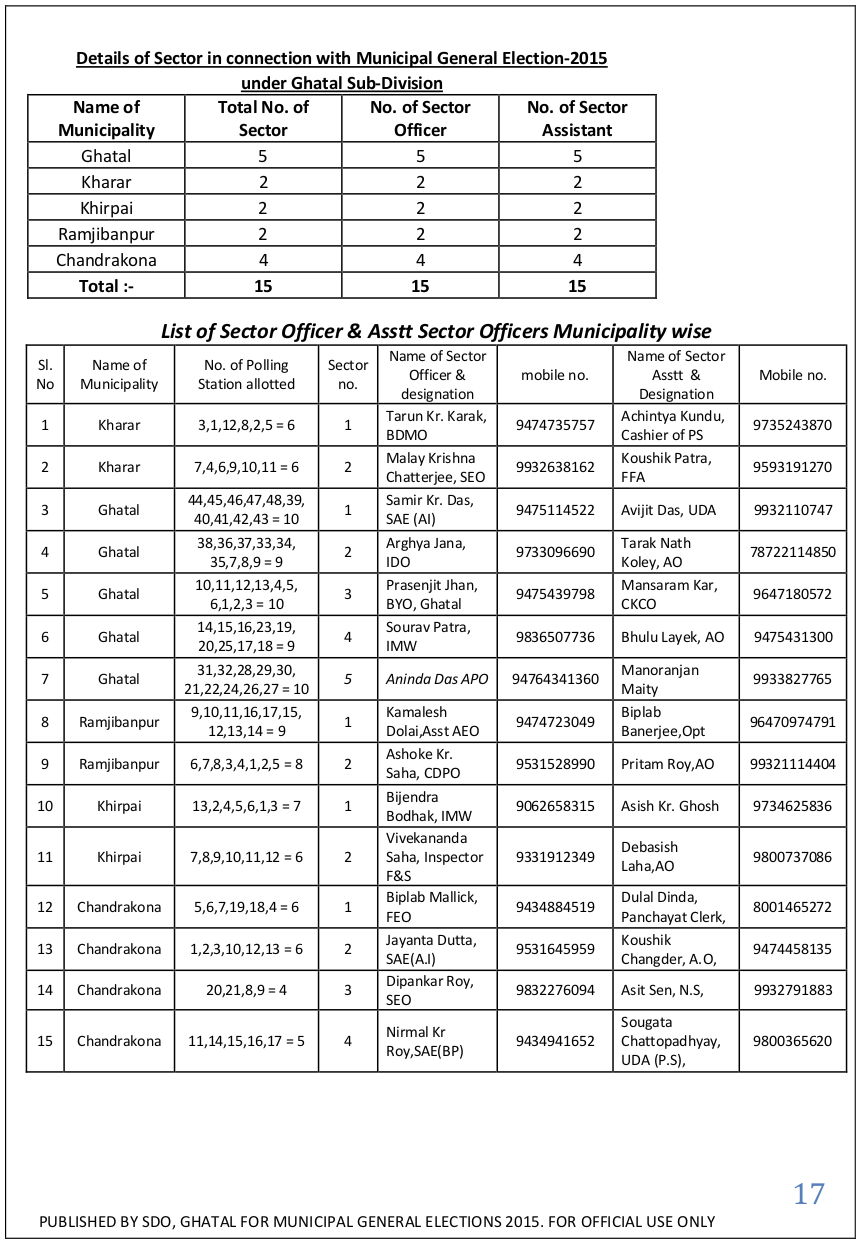 Details of Sector in connection with Municipal General Election-2015
under Ghatal Sub-Division
Name of Municipality Total No. of Sector No. of Sector Officer No. of Sector Assistant
Ghatal 5 5 5
Kharar 2 2 2
Khirpai 2 2 2
Ramjibanpur 2 2 2
Chandrakona 4 4 4
Total :- 15 15 15
List of Sector Officer & Asstt Sector Officers Municipality wise
Sl. No Name of Municipality No. of Polling Station allotted Sector no. Name of Sector Officer & designation mobile no. Name of Sector Asstt & Designation Mobile no.
1 Kharar 3,1,12,8,2,5 = 6 1 Tarun Kr. Karak, BDMO 9474735757 Achintya Kundu, Cashier of PS 9735243870
2 Kharar 7,4,6,9,10,11 = 6 2 Malay Krishna Chatterjee, SEO 9932638162 Koushik Patra, FFA 9593191270
3 Ghatal 44,45,46,47,48,39, 40,41,42,43 = 10 1 Samir Kr. Das, SAE (AI) 9475114522 Avijit Das, UDA 9932110747
4 Ghatal 38,36,37,33,34, 35,7,8,9 = 9 2 Arghya Jana, IDO 9733096690 Tarak Nath Koley, AO 78722114850
5 Ghatal 10,11,12,13,4,5, 6,1,2,3 = 10 3 Prasenjit Jhan, BYO, Ghatal 9475439798 Mansaram Kar, CKCO 9647180572
6 Ghatal 14,15,16,23,19, 20,25,17,18 = 9 4 Sourav Patra, IMW 9836507736 Bhulu Layek, AO 9475431300
7 Ghatal 31,32,28,29,30, 21,22,24,26,27 = 10 5 Aninda Das APO 94764341360 Manoranjan Maity 9933827765
8 Ramjibanpur 9,10,11,16,17,15, 12,13,14 = 9 1 Kamalesh Dolai,Asst AEO 9474723049 Biplab Banerjee,Opt 96470974791
9 Ramjibanpur 6,7,8,3,4,1,2,5 = 8 2 Ashoke Kr. Saha, CDPO 9531528990 Pritam Roy,AO 99321114404
10 Khirpai 13,2,4,5,6,1,3 = 7 1 Bijendra Bodhak, IMW 9062658315 Asish Kr. Ghosh 9734625836
11 Khirpai 7,8,9,10,11,12 = 6 2 Vivekananda Saha, Inspector F&S 9331912349 Debasish Laha,AO 9800737086
12 Chandrakona 5,6,7,19,18,4 = 6 1 Biplab Mallick, FEO 9434884519 Dulal Dinda, Panchayat Clerk, 8001465272
13 Chandrakona 1,2,3,10,12,13 = 6 2 Jayanta Dutta, SAE(A.I) 9531645959 Koushik Changder, A.O, 9474458135
14 Chandrakona 20,21,8,9 = 4 3 Dipankar Roy, SEO 9832276094 Asit Sen, N.S, 9932791883
15 Chandrakona 11,14,15,16,17 = 5 4 Nirmal Kr Roy,SAE(BP) 9434941652 Sougata Chattopadhyay, UDA (P.S), 9800365620
17
PUBLISHED BY SDO, GHATAL FOR MUNICIPAL GENERAL ELECTIONS 2015. FOR OFFICIAL USE ONLY